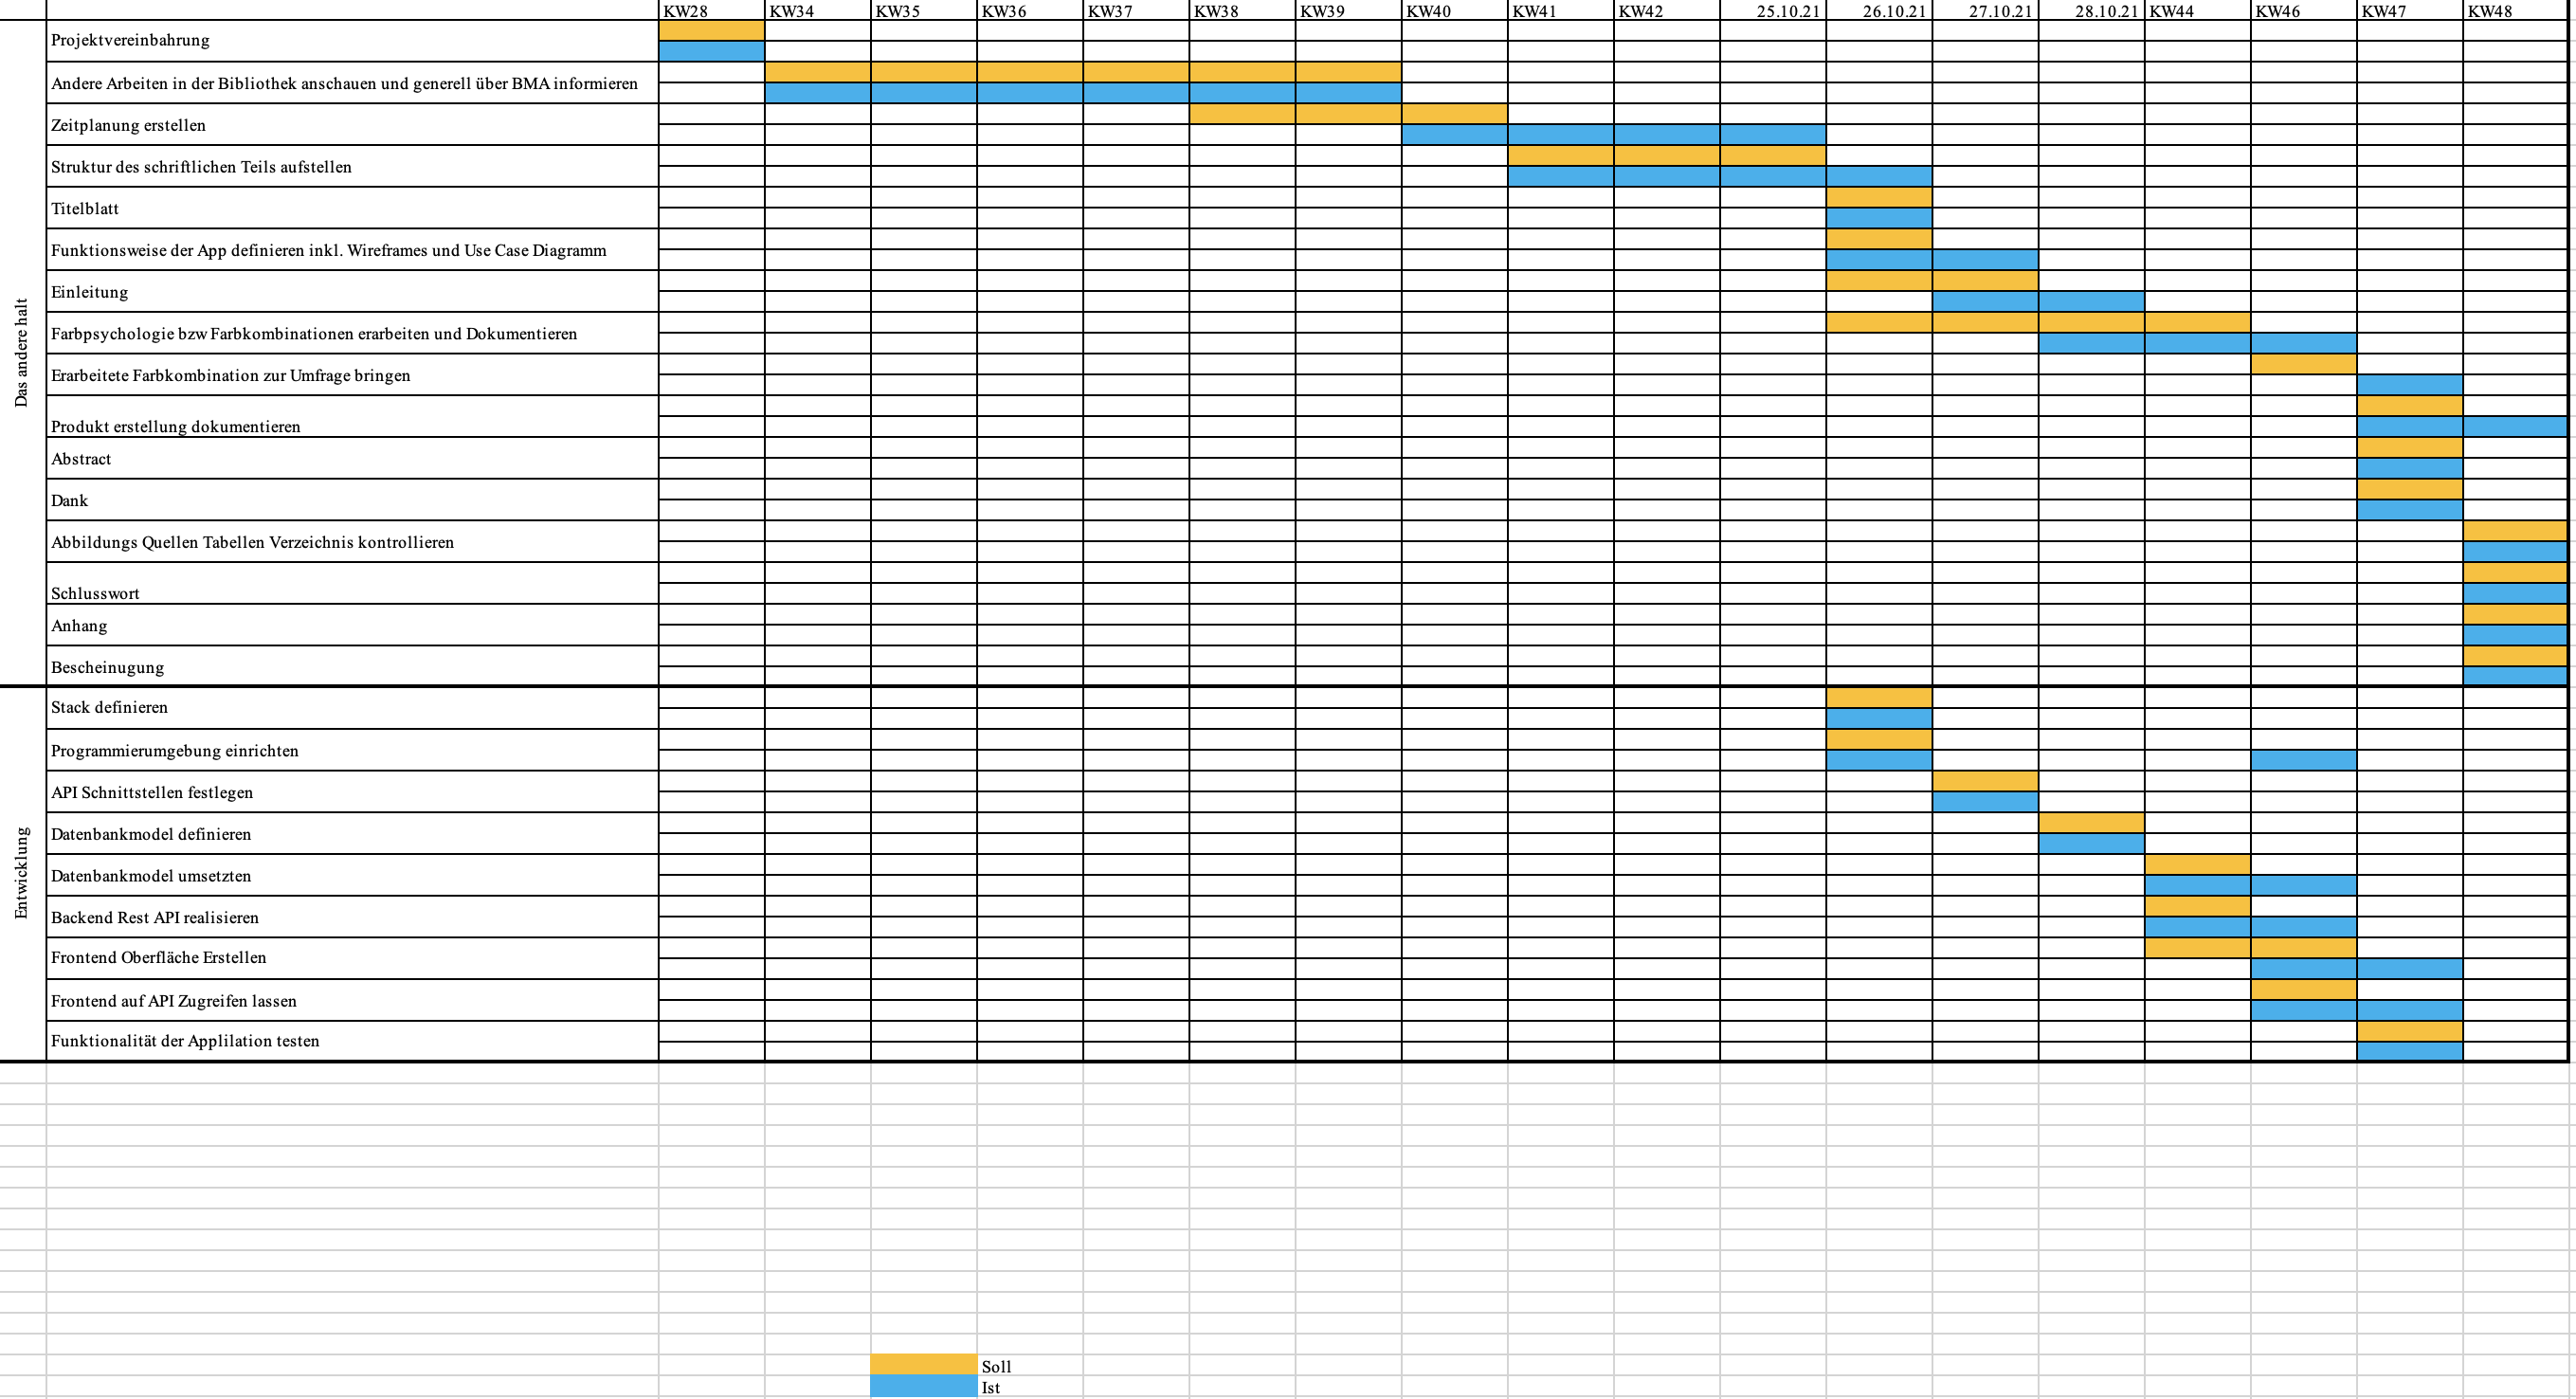 KW28 KW34 KW35 KW36 KW37 KW38 KW39 KW40 KW41 KW42 25.10.21 26.10.21 27.10.21 28.10.21 KW44 KW46 KW47 KW48
Das andere halt
Projektvereinbahrung
Andere Arbeiten in der Bibliothek anschauen und generell über BMA informieren
Zeitplanung erstellen
Struktur des schriftlichen Teils aufstellen
Titelblatt
Funktionsweise der App definieren inkl. Wireframes und Use Case Diagramm
Einleitung
Farbpsychologie bzw Farbkombinationen erarbeiten und Dokumentieren
Erarbeitete Farbkombination zur Umfrage bringen
Produkt erstellung dokumentieren
Abstract
Dank
Abbildungs Quellen Tabellen Verzeichnis kontrollieren
Schlusswort
Anhang
Bescheinugung
Entwicklung
Stack definieren
Programmierumgebung einrichten
API Schnittstellen festlegen
Datenbankmodel definieren
Datenbankmodel umsetzten
Backend Rest API realisieren
Frontend Oberfläche Erstellen
Frontend auf API Zugreifen lassen
Funktionalität der Applilation testen
Soll
Ist